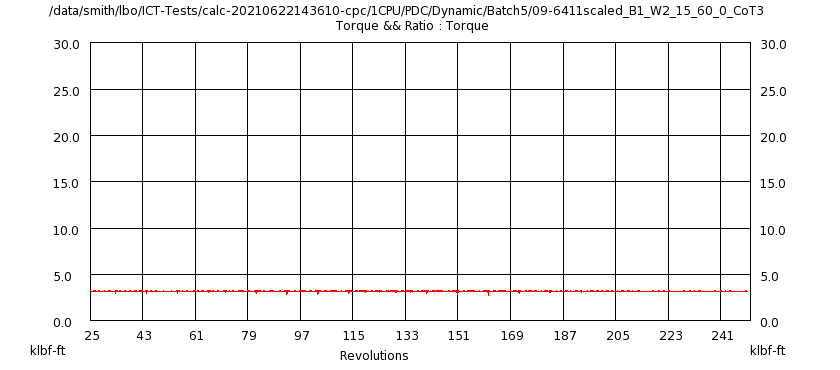 /data/smith/lbo/ICT-Tests/calc-20210622143610-cpc/1CPU/PDC/Dynamic/Batch5/09-6411scaled_B1_W2_15_60_0_CoT3
Torque && Ratio : Torque
30.0 30.0
25.0 25.0
20.0 20.0
15.0 15.0
10.0 10.0
5.0 5.0
0.0 0.0
25 43 61 79 97 115 133 151 169 187 205 223 241
klbf-ft klbf-ft
Revolutions